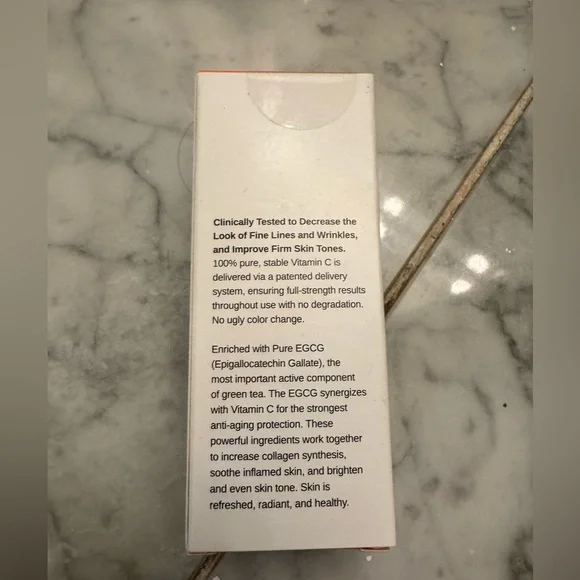 Clinically Tested to Decrease the
Look of Fine Lines and Wrinkles,
and Improve Firm Skin Tones.
100% pure, stable Vitamin C is
delivered via a patented delivery
system, ensuring full-strength results
throughout use with no degradation.
No ugly color change.
Enriched with Pure EGCG
(Epigallocatechin Gallate), the
most important active component
of green tea. The EGCG synergizes
with Vitamin C for the strongest
anti-aging protection. These
powerful ingredients work together
to increase collagen synthesis,
soothe inflamed skin, and brighten
and even skin tone. Skin is
refreshed, radiant, and healthy.